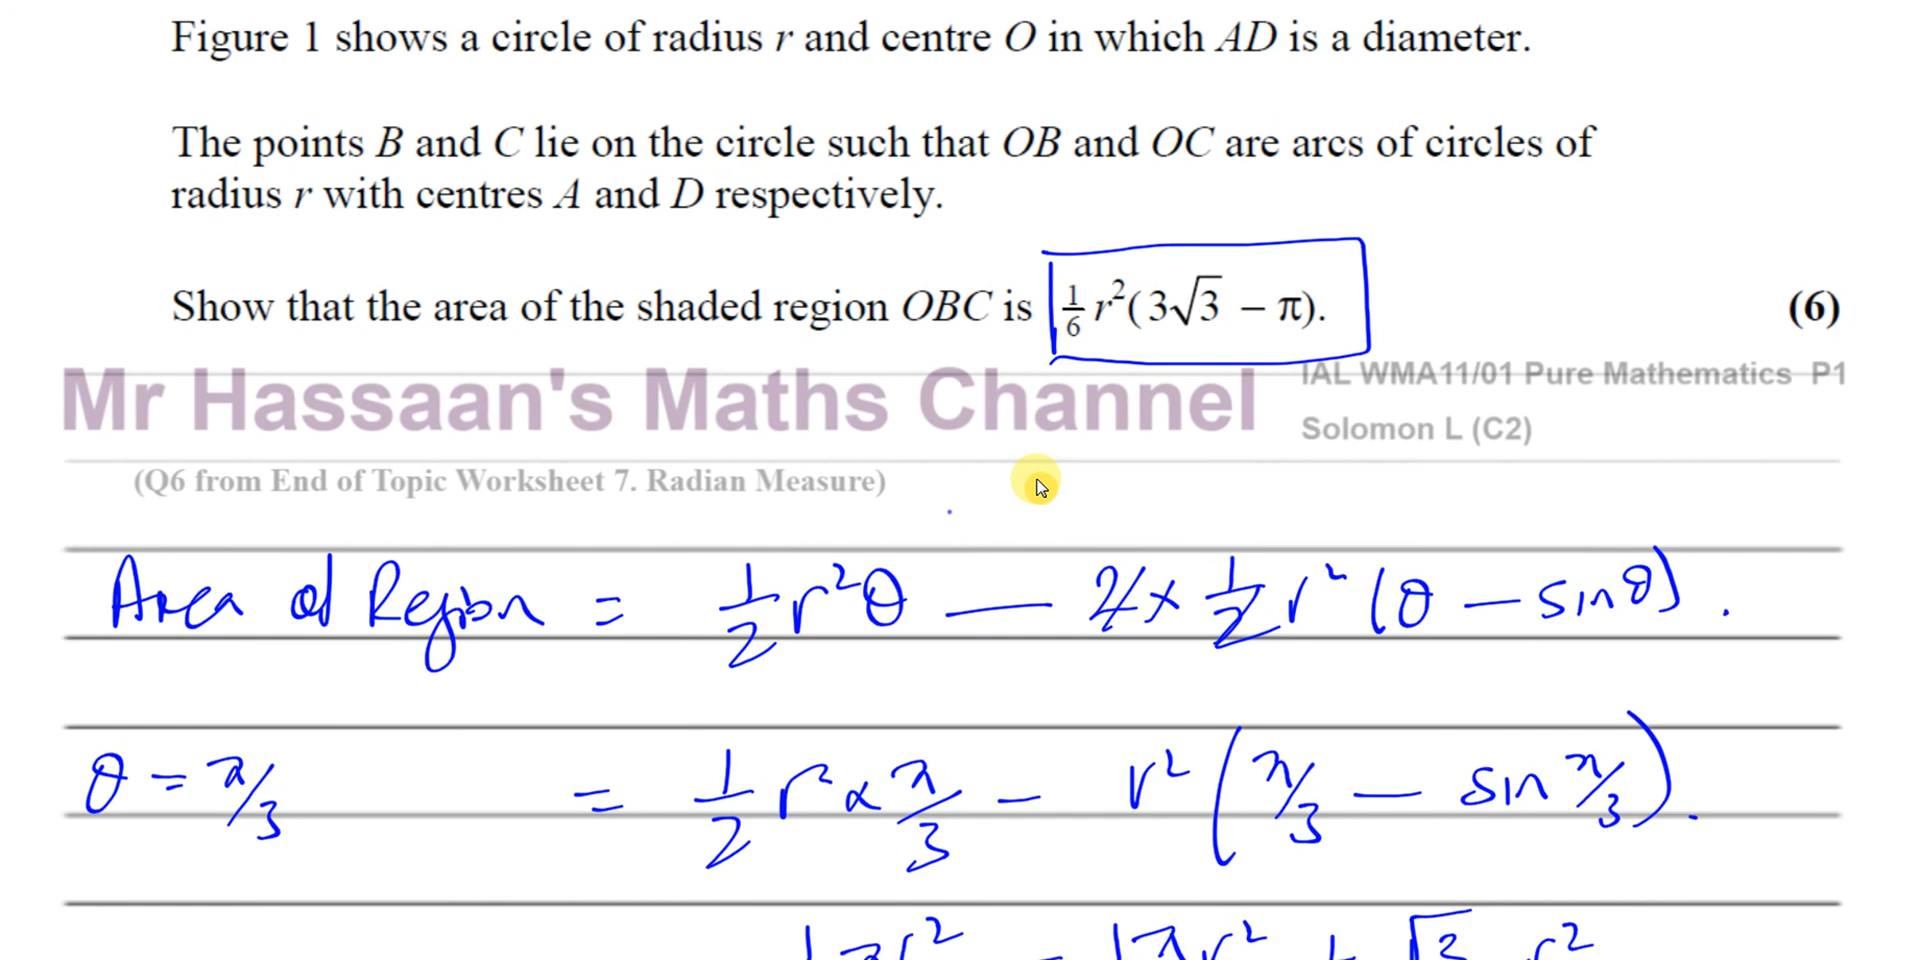 Figure 1 shows a circle of radius r and centre O in which AD is a diameter.
The points B and C lie on the circle such that OB and OC are arcs of circles of
radius r with centres A and D respectively.
Show that the area of the shaded region OBC is 1/6 r²(3√3 − π). (6)
Mr Hassaan's Maths Channel
IAL WMA11/01 Pure Mathematics P1
Solomon L (C2)
(Q6 from End of Topic Worksheet 7. Radian Measure)
Area of Region = 1/2 r²θ — 2 × 1/2 r² (θ − sin θ).
θ = π/3 = 1/2 r² × π/3 − r² (π/3 − sin π/3).